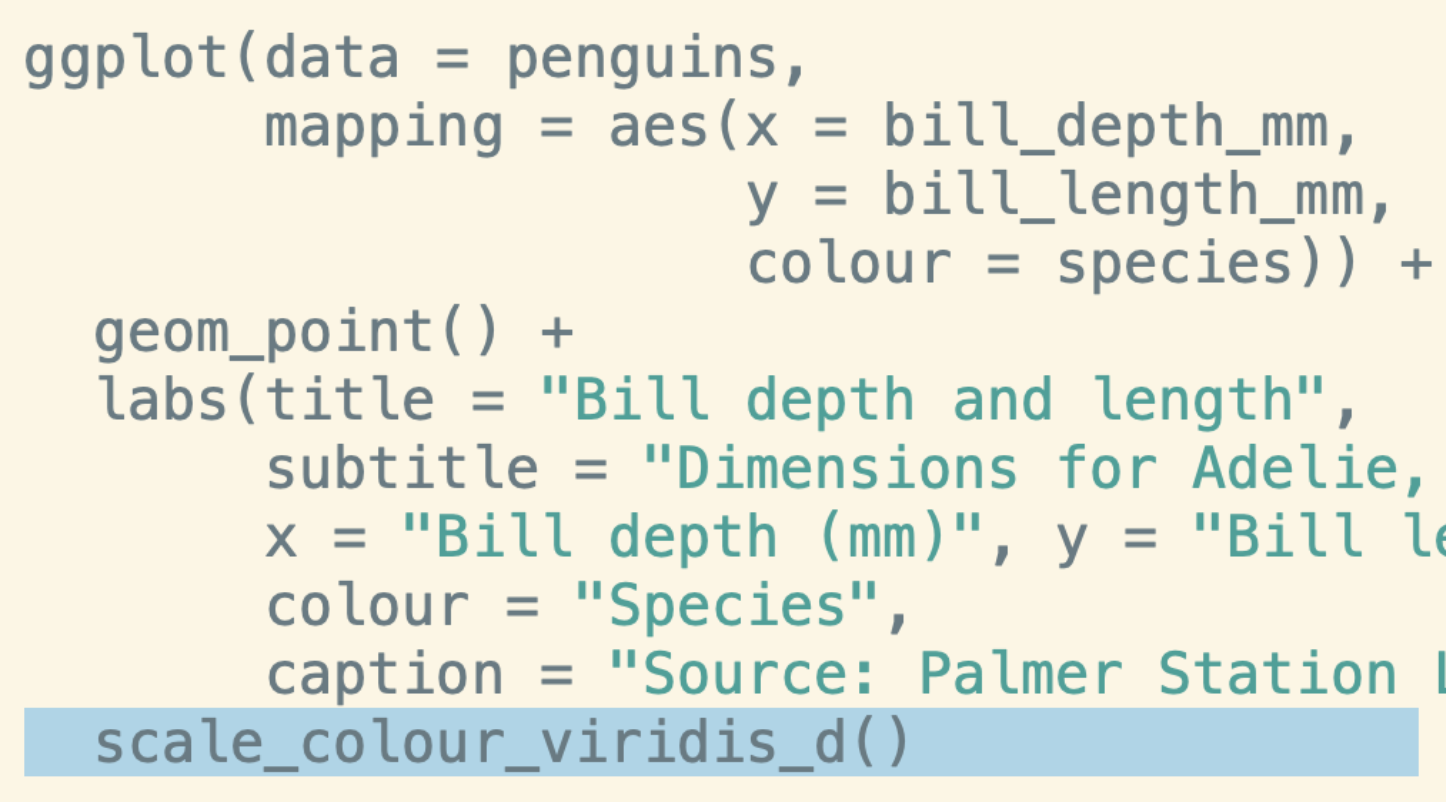 ggplot(data = penguins,
       mapping = aes(x = bill_depth_mm,
                     y = bill_length_mm,
                     colour = species)) +
  geom_point() +
  labs(title = "Bill depth and length",
       subtitle = "Dimensions for Adelie,
       x = "Bill depth (mm)", y = "Bill le
       colour = "Species",
       caption = "Source: Palmer Station
  scale_colour_viridis_d()